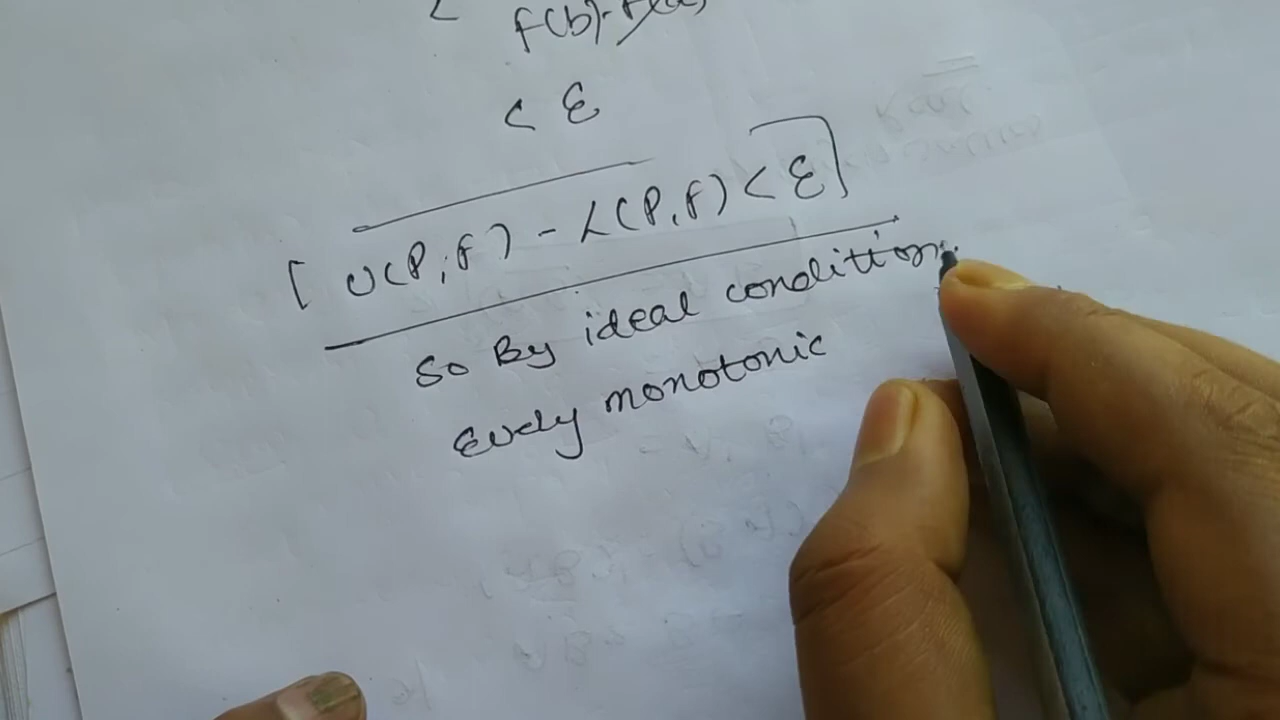 <
f(b)-f(a)
< ε
[ U(P,f) - L(P,f) < ε ]
So By ideal condition
Every monotonic